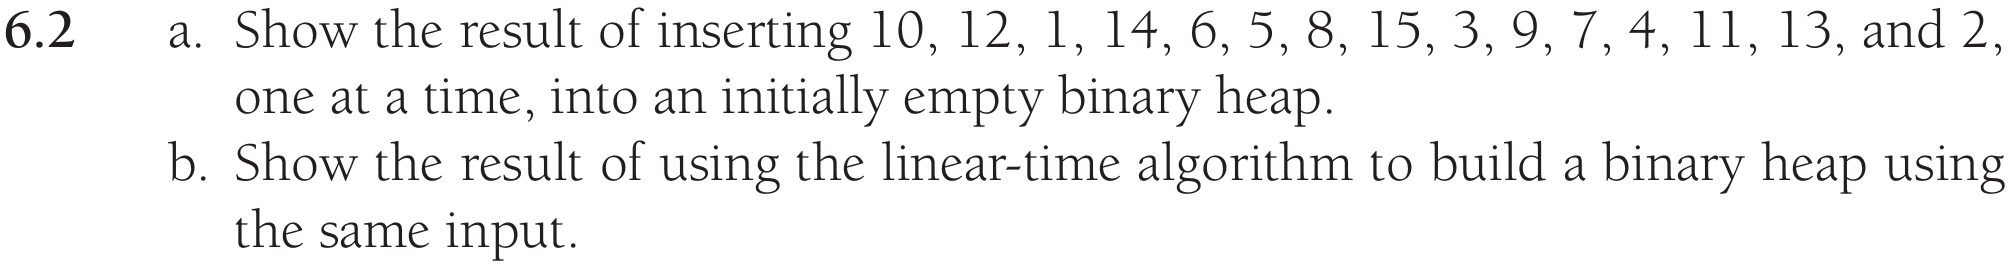 6.2 a. Show the result of inserting 10, 12, 1, 14, 6, 5, 8, 15, 3, 9, 7, 4, 11, 13, and 2,
one at a time, into an initially empty binary heap.
b. Show the result of using the linear-time algorithm to build a binary heap using
the same input.